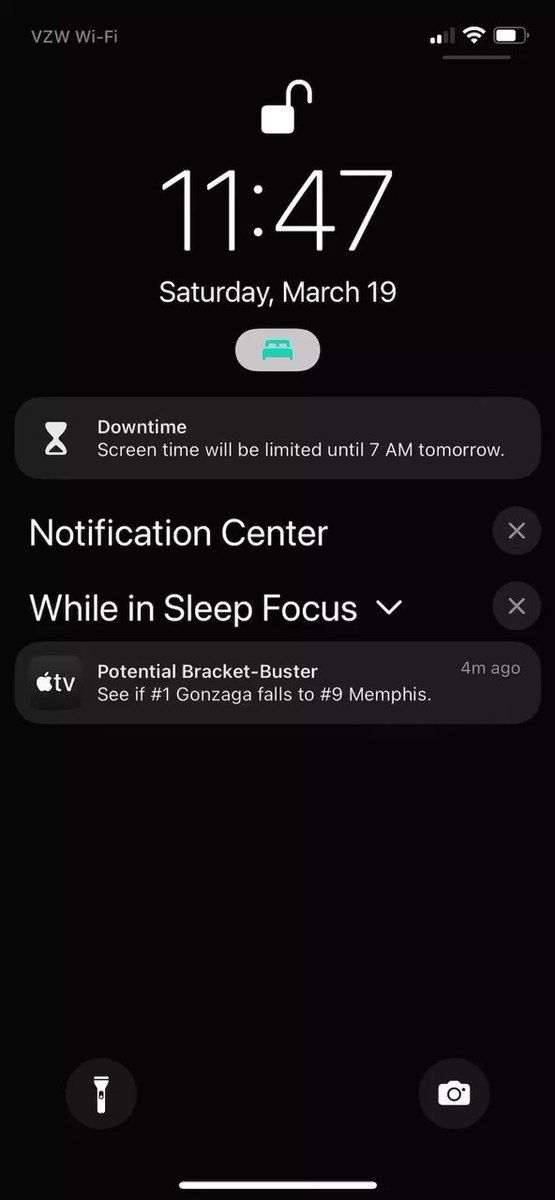 VZW Wi-Fi
11:47
Saturday, March 19
Downtime
Screen time will be limited until 7 AM tomorrow.
Notification Center
While in Sleep Focus
tv
Potential Bracket-Buster
4m ago
See if #1 Gonzaga falls to #9 Memphis.